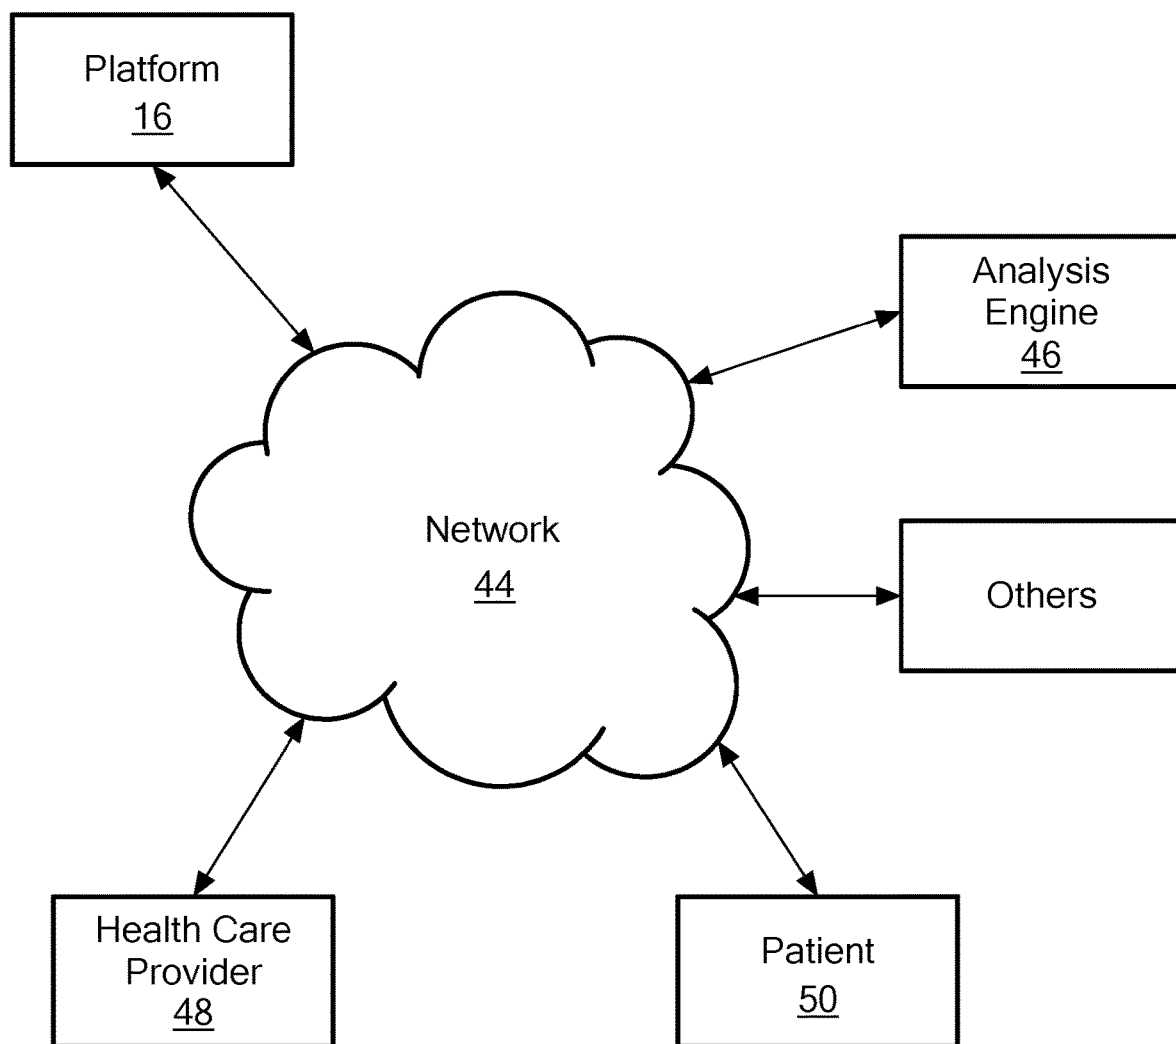 Platform
16
Analysis
Engine
46
Network
44
Others
Health Care
Provider
48
Patient
50